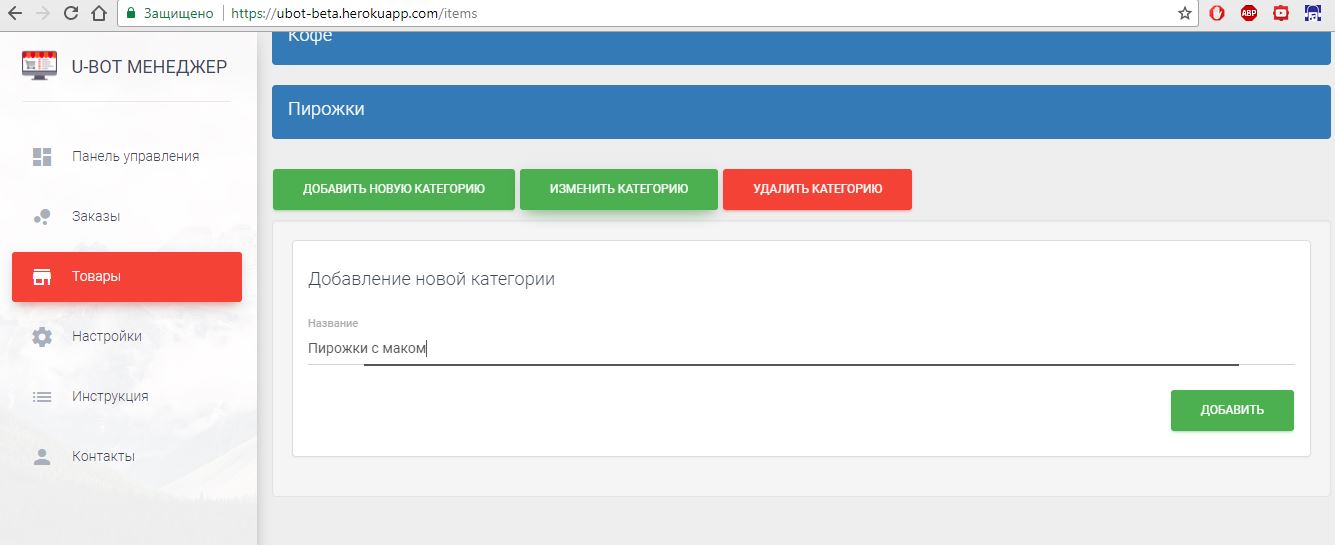 Защищено https://ubot-beta.herokuapp.com/items
ABP
U-BOT МЕНЕДЖЕР
Панель управления
Заказы
Товары
Настройки
Инструкция
Контакты
Кофе
Пирожки
ДОБАВИТЬ НОВУЮ КАТЕГОРИЮ ИЗМЕНИТЬ КАТЕГОРИЮ УДАЛИТЬ КАТЕГОРИЮ
Добавление новой категории
Название
Пирожки с маком
ДОБАВИТЬ